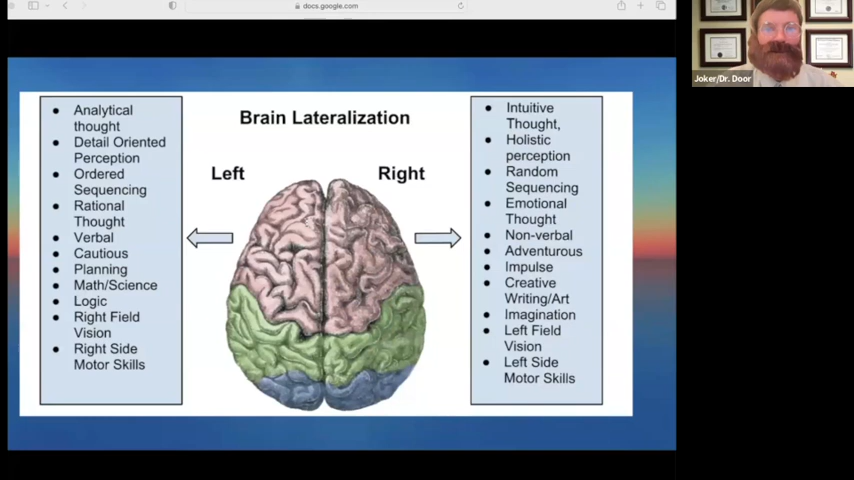 docs.google.com
Joker/Dr. Door
Brain Lateralization
Left
Right
Analytical
thought
Detail Oriented
Perception
Ordered
Sequencing
Rational
Thought
Verbal
Cautious
Planning
Math/Science
Logic
Right Field
Vision
Right Side
Motor Skills
Intuitive
Thought,
Holistic
perception
Random
Sequencing
Emotional
Thought
Non-verbal
Adventurous
Impulse
Creative
Writing/Art
Imagination
Left Field
Vision
Left Side
Motor Skills